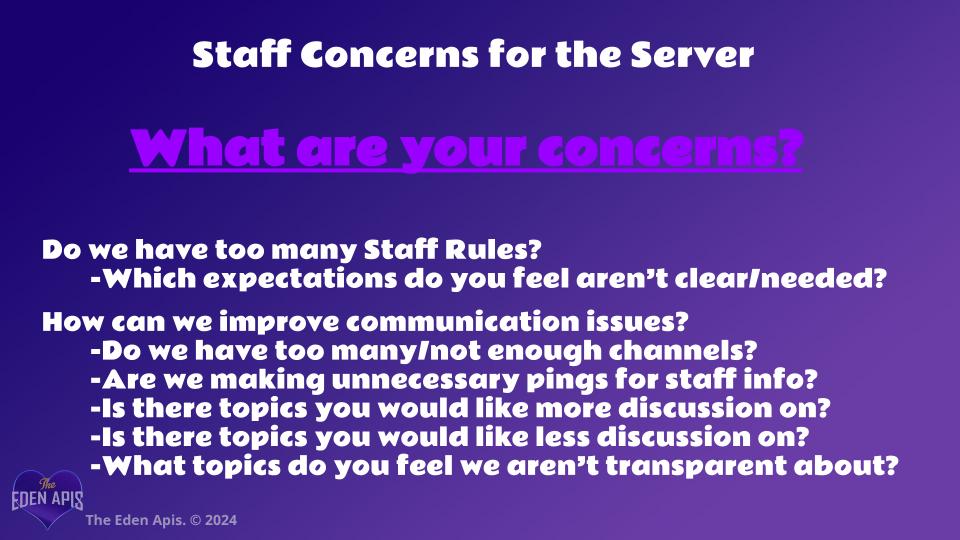 Staff Concerns for the Server
What are your concerns?
Do we have too many Staff Rules?
-Which expectations do you feel aren't clear/needed?
How can we improve communication issues?
-Do we have too many/not enough channels?
-Are we making unnecessary pings for staff info?
-Is there topics you would like more discussion on?
-Is there topics you would like less discussion on?
-What topics do you feel we aren't transparent about?
The
EDEN APIS
The Eden Apis. © 2024